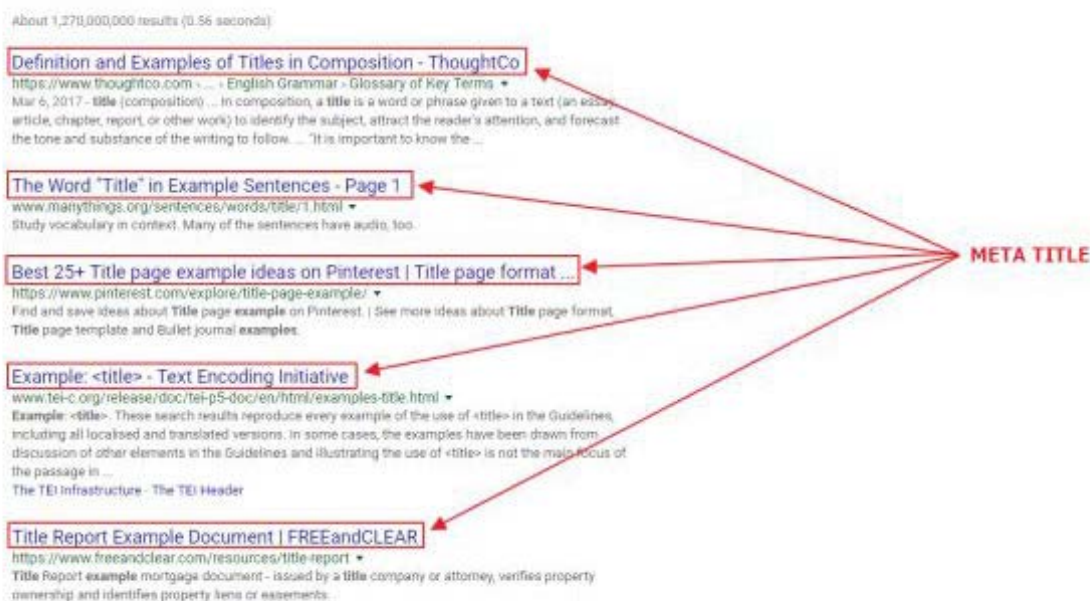 About 1,270,000,000 results (0.56 seconds)
Definition and Examples of Titles in Composition - ThoughtCo
https://www.thoughtco.com › ... › English Grammar › Glossary of Key Terms ▾
Mar 6, 2017 - title (composition) ... In composition, a title is a word or phrase given to a text (an essay,
article, chapter, report, or other work) to identify the subject, attract the reader's attention, and forecast
the tone and substance of the writing to follow. ... "It is important to know the ...
The Word "Title" in Example Sentences - Page 1
www.manythings.org/sentences/words/title/1.html ▾
Study vocabulary in context. Many of the sentences have audio, too.
META TITLE
Best 25+ Title page example ideas on Pinterest | Title page format ...
https://www.pinterest.com/explore/title-page-example/ ▾
Find and save ideas about Title page example on Pinterest. | See more ideas about Title page format,
Title page template and Bullet journal examples.
Example: <title> - Text Encoding Initiative
www.tei-c.org/release/doc/tei-p5-doc/en/html/examples-title.html ▾
Example: <title>. These search results reproduce every example of the use of <title> in the Guidelines,
including all localised and translated versions. In some cases, the examples have been drawn from
discussion of other elements in the Guidelines and illustrating the use of <title> is not the main focus of
the passage in ...
The TEI Infrastructure - The TEI Header
Title Report Example Document | FREEandCLEAR
https://www.freeandclear.com/resources/title-report ▾
Title Report example mortgage document - issued by a title company or attorney, verifies property
ownership and identifies property liens or easements.